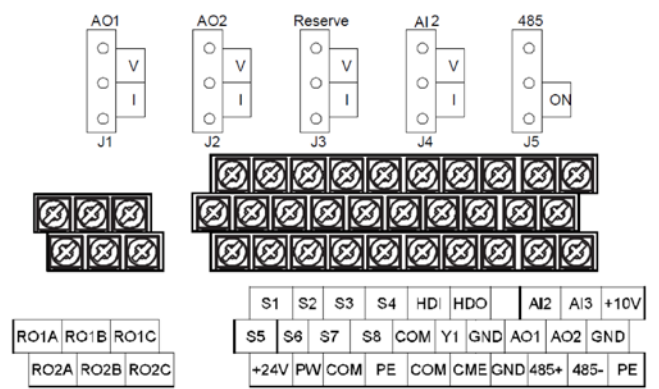 AO1 AO2 Reserve AI2 485
V V V V
I I I I ON
J1 J2 J3 J4 J5
S1 S2 S3 S4 HDI HDO AI2 AI3 +10V
RO1A RO1B RO1C S5 S6 S7 S8 COM Y1 GND AO1 AO2 GND
RO2A RO2B RO2C +24V PW COM PE COM CME GND 485+ 485- PE